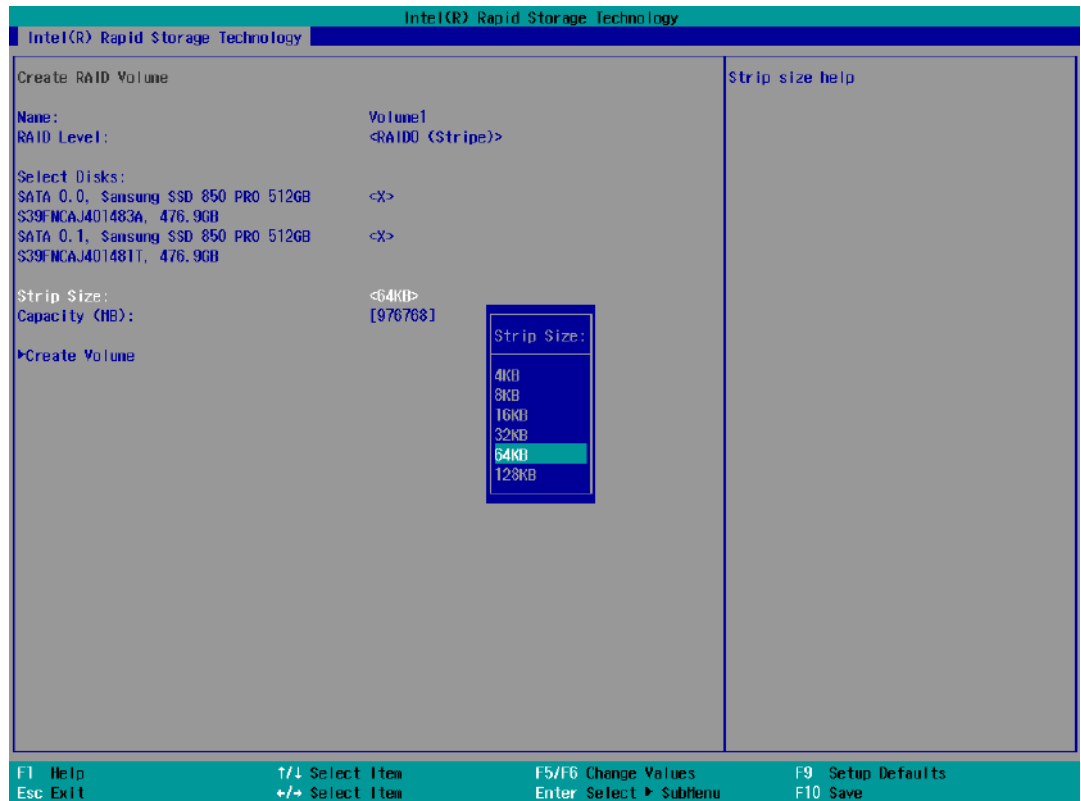 Intel(R) Rapid Storage Technology
Intel(R) Rapid Storage Technology
Create RAID Volume
Strip size help
Name: Volume1
RAID Level: <RAID0 (Stripe)>
Select Disks:
SATA 0.0, Samsung SSD 850 PRO 512GB <X>
S39FNCAJ401483A, 476.9GB
SATA 0.1, Samsung SSD 850 PRO 512GB <X>
S39FNCAJ401481T, 476.9GB
Strip Size: <64KB>
Capacity (MB): [976768]
►Create Volume
Strip Size:
4KB
8KB
16KB
32KB
64KB
128KB
F1 Help ↑/↓ Select Item F5/F6 Change Values F9 Setup Defaults
Esc Exit ←/→ Select Item Enter Select ► SubMenu F10 Save